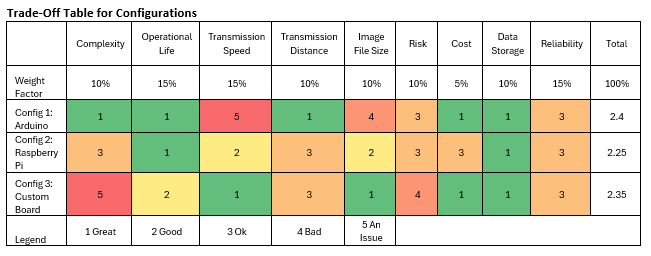 Trade-Off Table for Configurations
Complexity Operational Life Transmission Speed Transmission Distance Image File Size Risk Cost Data Storage Reliability Total
Weight Factor 10% 15% 15% 10% 10% 10% 5% 10% 15% 100%
Config 1: Arduino 1 1 5 1 4 3 1 1 3 2.4
Config 2: Raspberry Pi 3 1 2 3 2 3 3 1 3 2.25
Config 3: Custom Board 5 2 1 3 1 4 1 1 3 2.35
Legend 1 Great 2 Good 3 Ok 4 Bad 5 An Issue